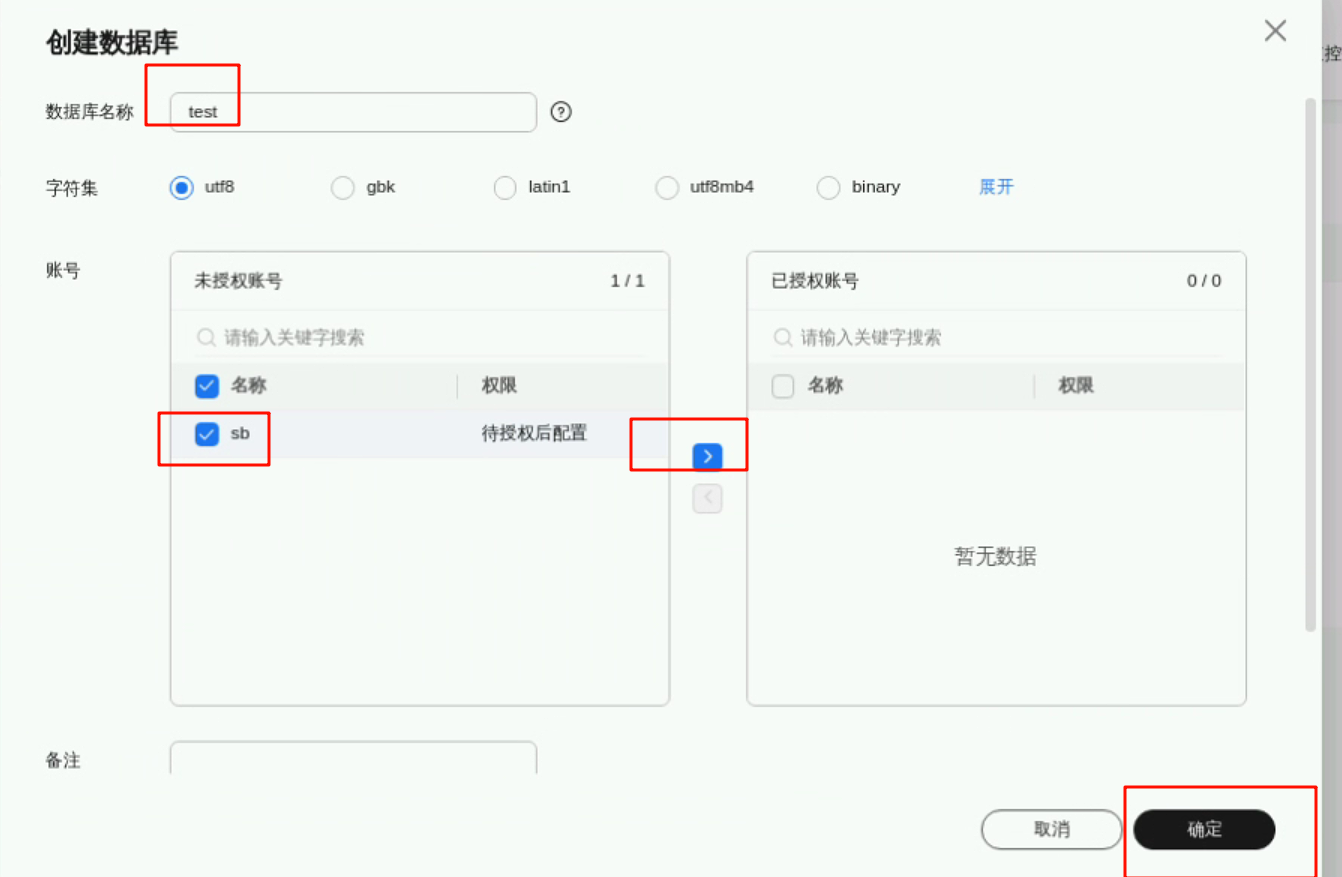 创建数据库
控
数据库名称 test ?
字符集 utf8 gbk latin1 utf8mb4 binary 展开
账号
未授权账号 1 / 1
请输入关键字搜索
名称 权限
sb 待授权后配置
已授权账号 0 / 0
请输入关键字搜索
名称 权限
暂无数据
备注
取消 确定